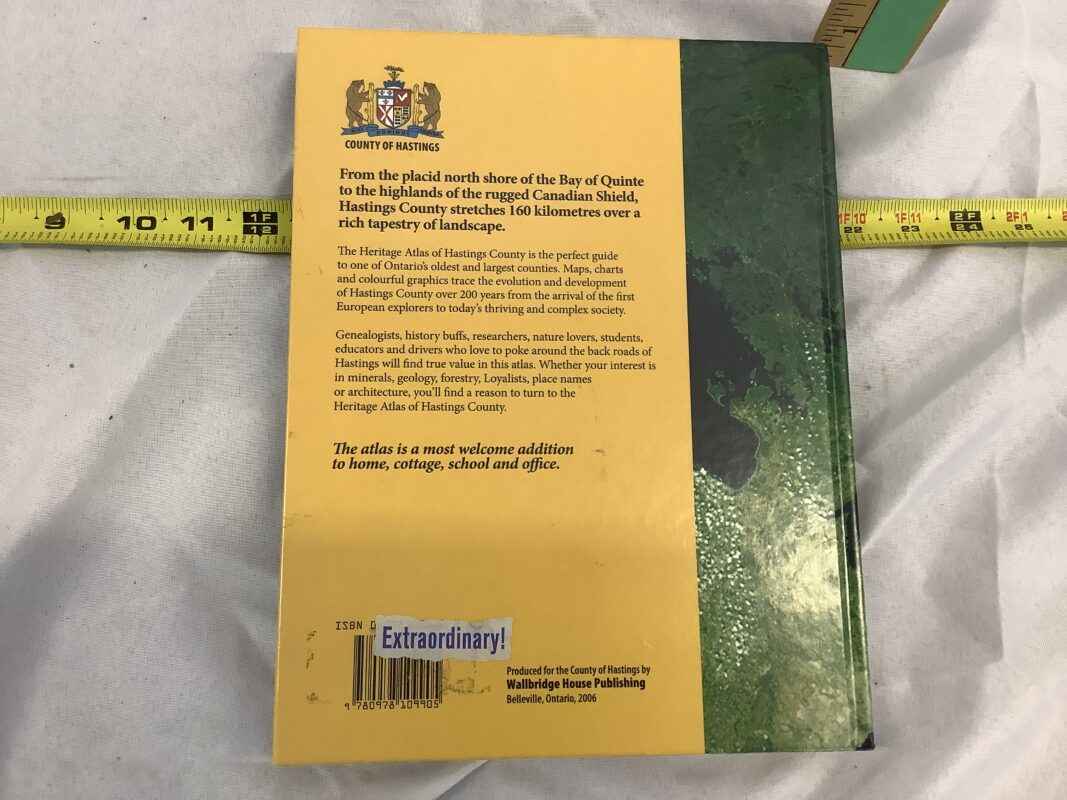 COUNTY OF HASTINGS
From the placid north shore of the Bay of Quinte
to the highlands of the rugged Canadian Shield,
Hastings County stretches 160 kilometres over a
rich tapestry of landscape.
9 10 11 1F 12
1F10 22 1F11 23 2F 24 2F1 25
The Heritage Atlas of Hastings County is the perfect guide
to one of Ontario's oldest and largest counties. Maps, charts
and colourful graphics trace the evolution and development
of Hastings County over 200 years from the arrival of the first
European explorers to today's thriving and complex society.
Genealogists, history buffs, researchers, nature lovers, students,
educators and drivers who love to poke around the back roads of
Hastings will find true value in this atlas. Whether your interest is
in minerals, geology, forestry, Loyalists, place names
or architecture, you'll find a reason to turn to the
Heritage Atlas of Hastings County.
The atlas is a most welcome addition
to home, cottage, school and office.
ISBN
Extraordinary!
9 780978 109905
Produced for the County of Hastings by
Wallbridge House Publishing
Belleville, Ontario, 2006